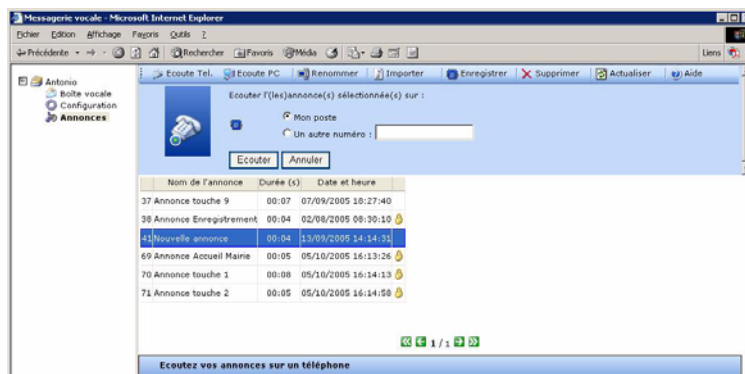 Messagerie vocale - Microsoft Internet Explorer
Fichier Edition Affichage Favoris Outils ?
Précédente Rechercher Favoris Média Liens
Antonio
Boîte vocale
Configuration
Annonces
Ecoute Tel. Ecoute PC Renommer Importer Enregistrer Supprimer Actualiser Aide
Ecouter l'(les)annonce(s) sélectionnée(s) sur :
Mon poste
Un autre numéro :
Ecouter Annuler
Nom de l'annonce Durée (s) Date et heure
37 Annonce touche 9 00:07 07/09/2005 18:27:40
38 Annonce Enregistrement 00:04 02/08/2005 08:30:10
41 Nouvelle annonce 00:04 13/09/2005 14:14:31
69 Annonce Accueil Mairie 00:05 05/10/2005 16:13:26
70 Annonce touche 1 00:08 05/10/2005 16:14:13
71 Annonce touche 2 00:05 05/10/2005 16:14:58
1 / 1
Ecoutez vos annonces sur un téléphone